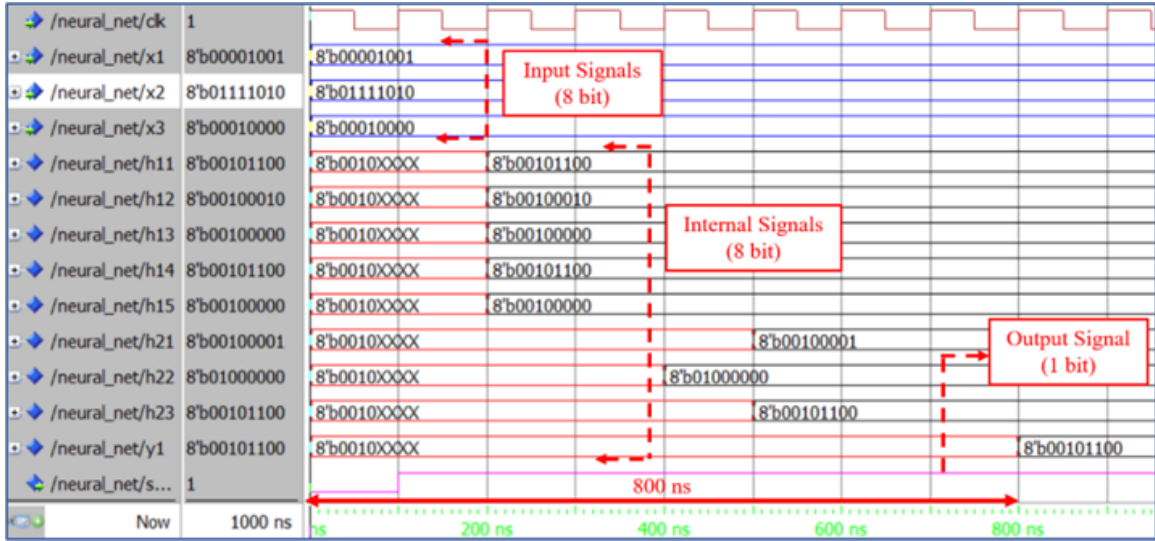 /neural_net/clk 1
/neural_net/x1 8'b00001001 8'b00001001
/neural_net/x2 8'b01111010 8'b01111010
/neural_net/x3 8'b00010000 8'b00010000
/neural_net/h11 8'b00101100 8'b0010XXXX 8'b00101100
/neural_net/h12 8'b00100010 8'b0010XXXX 8'b00100010
/neural_net/h13 8'b00100000 8'b0010XXXX 8'b00100000
/neural_net/h14 8'b00101100 8'b0010XXXX 8'b00101100
/neural_net/h15 8'b00100000 8'b0010XXXX 8'b00100000
/neural_net/h21 8'b00100001 8'b0010XXXX 8'b00100001
/neural_net/h22 8'b01000000 8'b0010XXXX 8'b01000000
/neural_net/h23 8'b00101100 8'b0010XXXX 8'b00101100
/neural_net/y1 8'b00101100 8'b0010XXXX 8'b00101100
/neural_net/s... 1
Input Signals
(8 bit)
Internal Signals
(8 bit)
Output Signal
(1 bit)
800 ns
Now 1000 ns ns 200 ns 400 ns 600 ns 800 ns